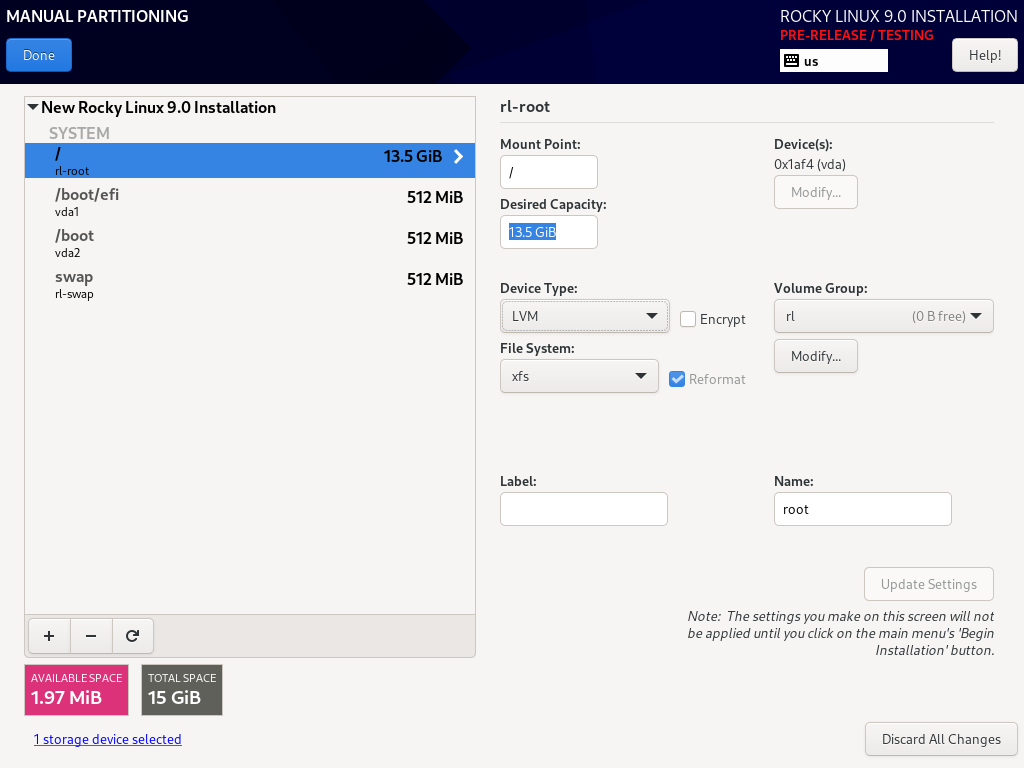 MANUAL PARTITIONING
ROCKY LINUX 9.0 INSTALLATION
PRE-RELEASE / TESTING
Done
us
Help!
New Rocky Linux 9.0 Installation
SYSTEM
/
13.5 GiB
rl-root
/boot/efi
512 MiB
vda1
/boot
512 MiB
vda2
swap
512 MiB
rl-swap
+ −
AVAILABLE SPACE
1.97 MiB
TOTAL SPACE
15 GiB
1 storage device selected
rl-root
Mount Point:
/
Device(s):
0x1af4 (vda)
Modify...
Desired Capacity:
13.5 GiB
Device Type:
LVM
Encrypt
Volume Group:
rl (0 B free)
Modify...
File System:
xfs
Reformat
Label:
Name:
root
Update Settings
Note: The settings you make on this screen will not
be applied until you click on the main menu's 'Begin
Installation' button.
Discard All Changes